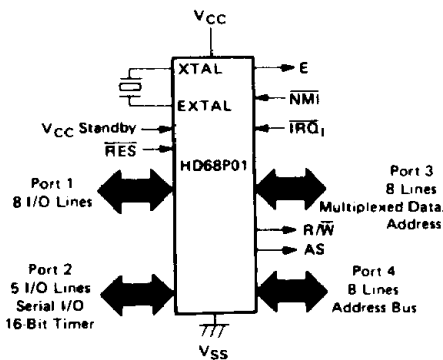 VCC
XTAL
E
EXTAL
NMI
VCC Standby
IRQ1
RES
HD68P01
Port 1
8 I/O Lines
Port 3
8 Lines
Multiplexed Data/
Address
R/W
AS
Port 2
5 I/O Lines
Serial I/O
16-Bit Timer
Port 4
8 Lines
Address Bus
VSS